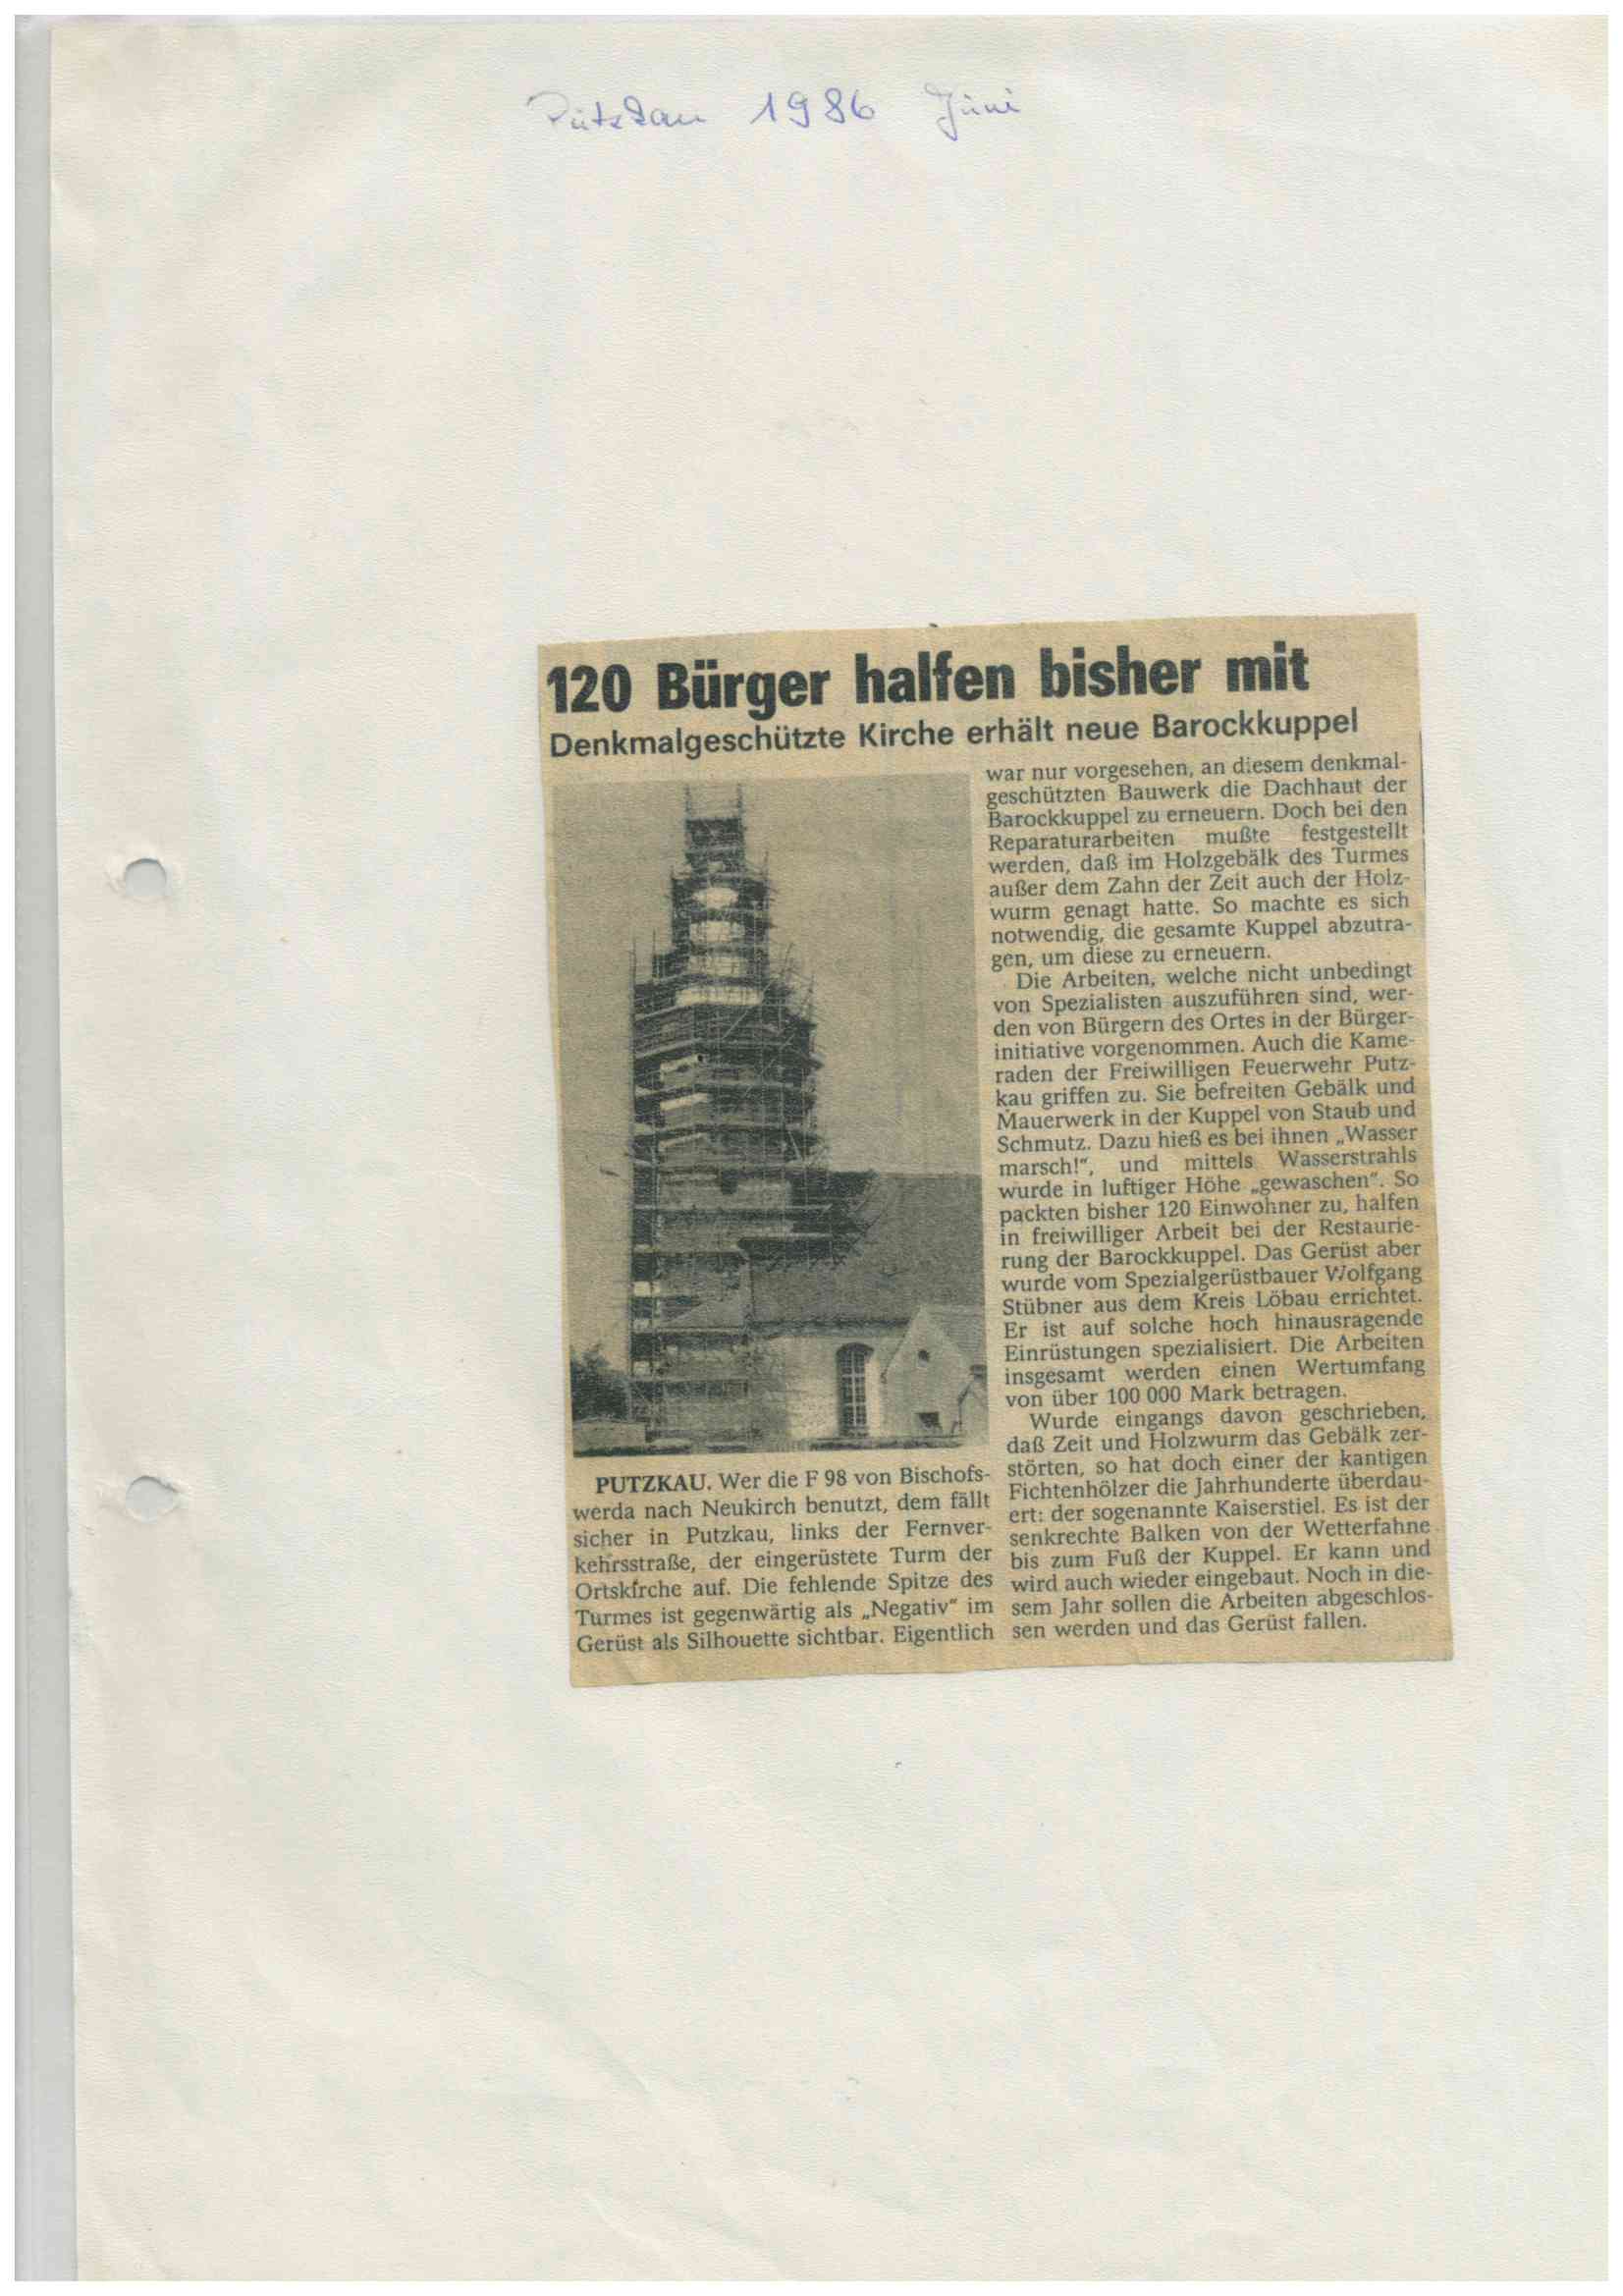 Putzkau 1986 Juni
120 Bürger halfen bisher mit
Denkmalgeschützte Kirche erhält neue Barockkuppel
PUTZKAU. Wer die F 98 von Bischofs-
werda nach Neukirch benutzt, dem fällt
sicher in Putzkau, links der Fernver-
kehrsstraße, der eingerüstete Turm der
Ortskirche auf. Die fehlende Spitze des
Turmes ist gegenwärtig als „Negativ“ im
Gerüst als Silhouette sichtbar. Eigentlich
war nur vorgesehen, an diesem denkmal-
geschützten Bauwerk die Dachhaut der
Barockkuppel zu erneuern. Doch bei den
Reparaturarbeiten mußte festgestellt
werden, daß im Holzgebälk des Turmes
außer dem Zahn der Zeit auch der Holz-
wurm genagt hatte. So machte es sich
notwendig, die gesamte Kuppel abzutra-
gen, um diese zu erneuern.
Die Arbeiten, welche nicht unbedingt
von Spezialisten auszuführen sind, wer-
den von Bürgern des Ortes in der Bürger-
initiative vorgenommen. Auch die Kame-
raden der Freiwilligen Feuerwehr Putz-
kau griffen zu. Sie befreiten Gebälk und
Mauerwerk in der Kuppel von Staub und
Schmutz. Dazu hieß es bei ihnen „Wasser
marsch!“, und mittels Wasserstrahls
wurde in luftiger Höhe „gewaschen“. So
packten bisher 120 Einwohner zu, halfen
in freiwilliger Arbeit bei der Restaurie-
rung der Barockkuppel. Das Gerüst aber
wurde vom Spezialgerüstbauer Wolfgang
Stübner aus dem Kreis Löbau errichtet.
Er ist auf solche hoch hinausragende
Einrüstungen spezialisiert. Die Arbeiten
insgesamt werden einen Wertumfang
von über 100 000 Mark betragen.
Wurde eingangs davon geschrieben,
daß Zeit und Holzwurm das Gebälk zer-
störten, so hat doch einer der kantigen
Fichtenhölzer die Jahrhunderte überdau-
ert: der sogenannte Kaiserstiel. Es ist der
senkrechte Balken von der Wetterfahne
bis zum Fuß der Kuppel. Er kann und
wird auch wieder eingebaut. Noch in die-
sem Jahr sollen die Arbeiten abgeschlos-
sen werden und das Gerüst fallen.